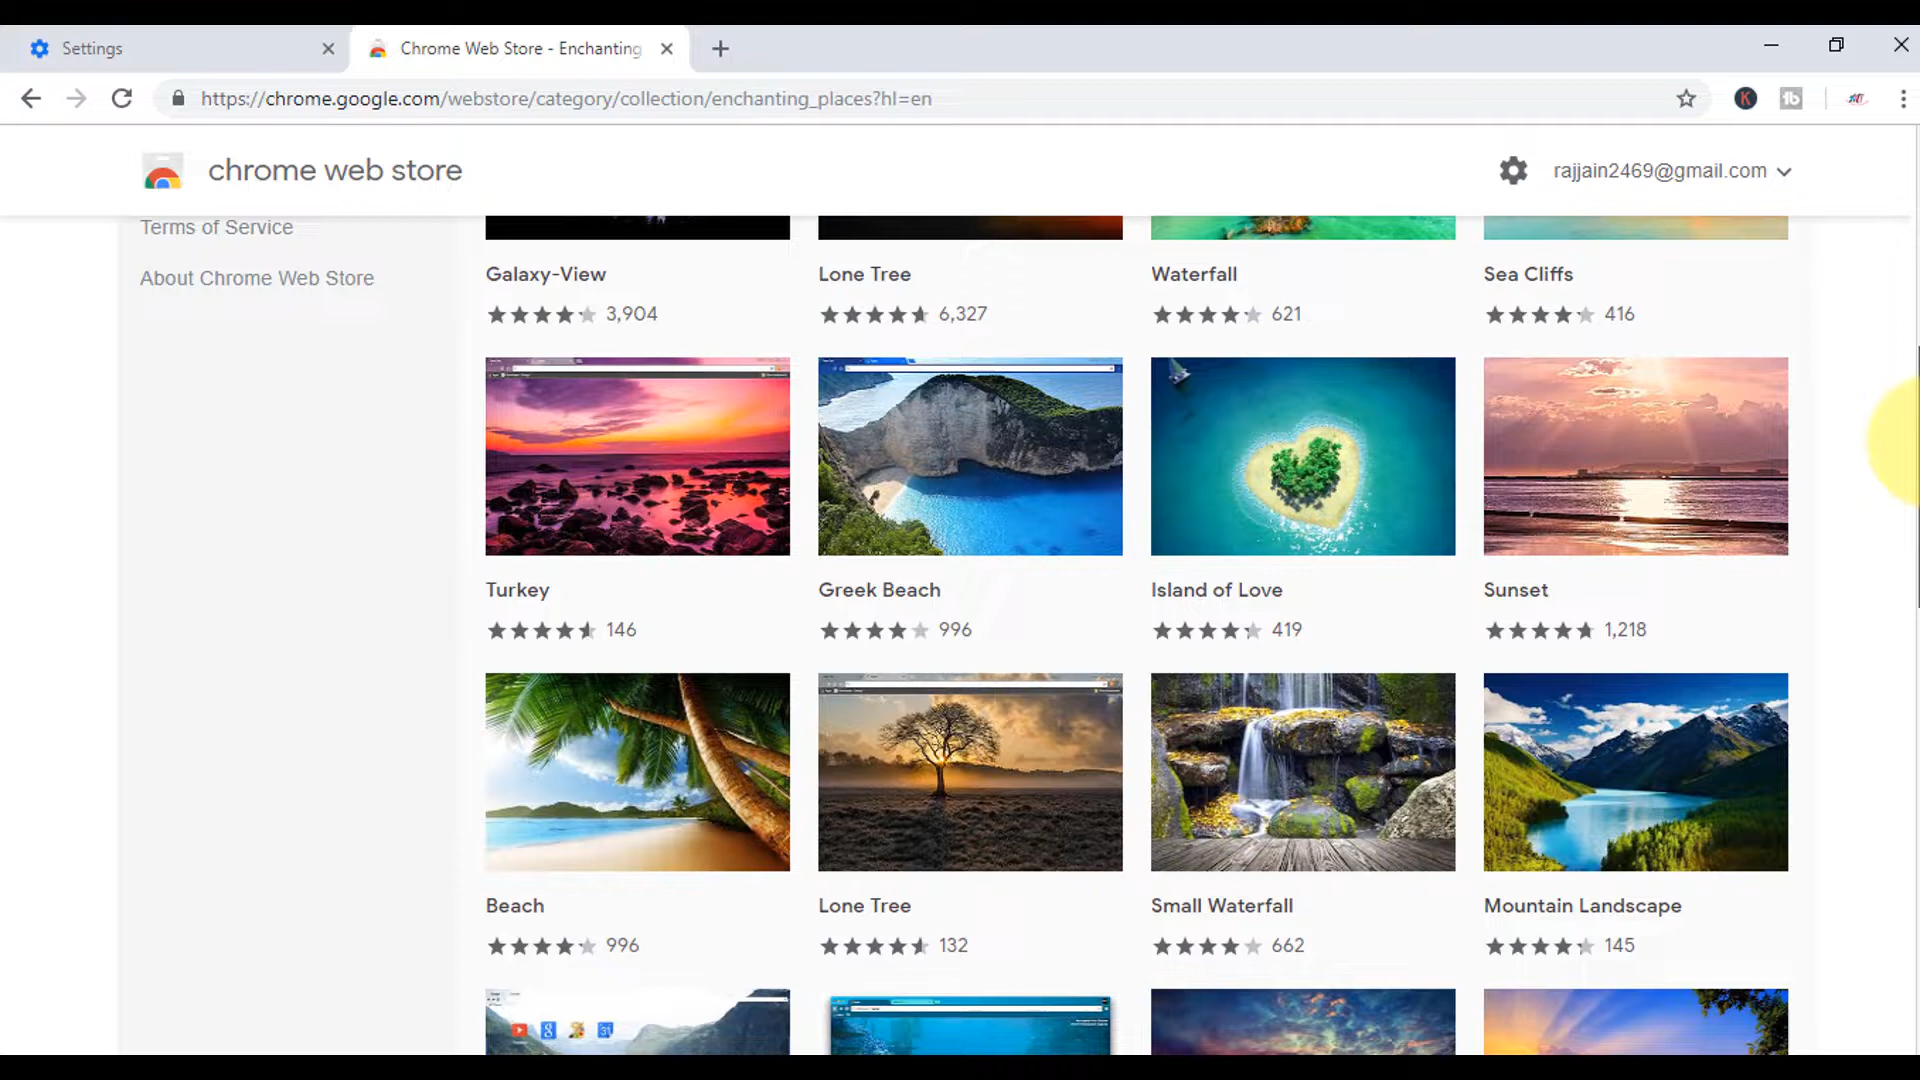 Settings
Chrome Web Store - Enchanting
https://chrome.google.com/webstore/category/collection/enchanting_places?hl=en
chrome web store
rajjain2469@gmail.com
Terms of Service
About Chrome Web Store
Galaxy-View
Lone Tree
Waterfall
Sea Cliffs
3,904
6,327
621
416
Turkey
Greek Beach
Island of Love
Sunset
146
996
419
1,218
Beach
Lone Tree
Small Waterfall
Mountain Landscape
996
132
662
145